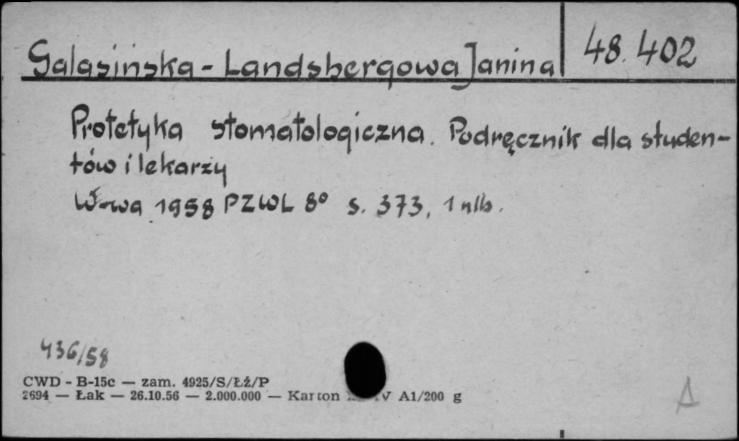 Galasińska - Landsbergowa Janina 48.402
Protetyka stomatologiczna. Podręcznik dla studen-
tów i lekarzy
W-wa 1958 PZWL 8° s. 373, 1 nlb.
436/58
CWD - B-15c — zam. 4925/S/Łź/P
2694 — Łak — 26.10.56 — 2.000.000 — Karton V A1/200 g